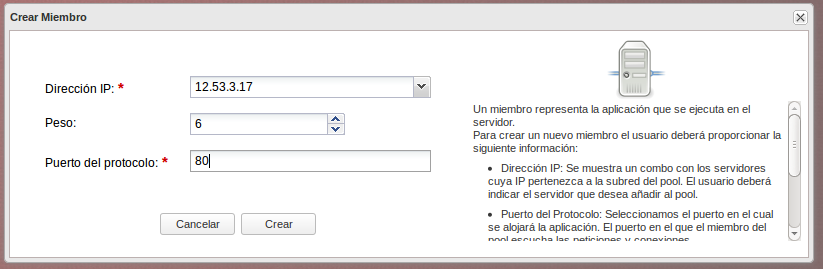 Crear Miembro
Dirección IP: *
12.53.3.17
Peso:
6
Puerto del protocolo: *
80
Cancelar
Crear
Un miembro representa la aplicación que se ejecuta en el
servidor.
Para crear un nuevo miembro el usuario deberá proporcionar la
siguiente información:
• Dirección IP: Se muestra un combo con los servidores
cuya IP pertenezca a la subred del pool. El usuario deberá
indicar el servidor que desea añadir al pool.
• Puerto del Protocolo: Seleccionamos el puerto en el cual
se alojará la aplicación. El puerto en el que el miembro del
pool escucha las peticiones y conexiones.